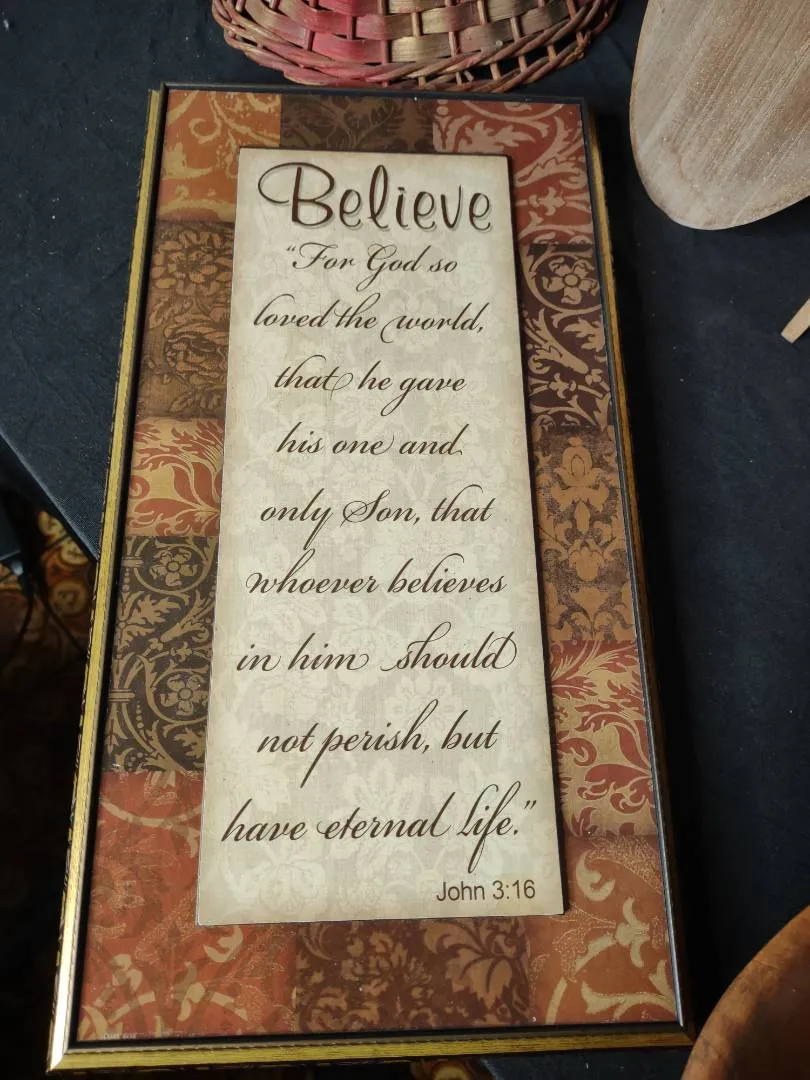 Believe
“For God so
loved the world,
that he gave
his one and
only Son, that
whoever believes
in him should
not perish, but
have eternal life.”
John 3:16